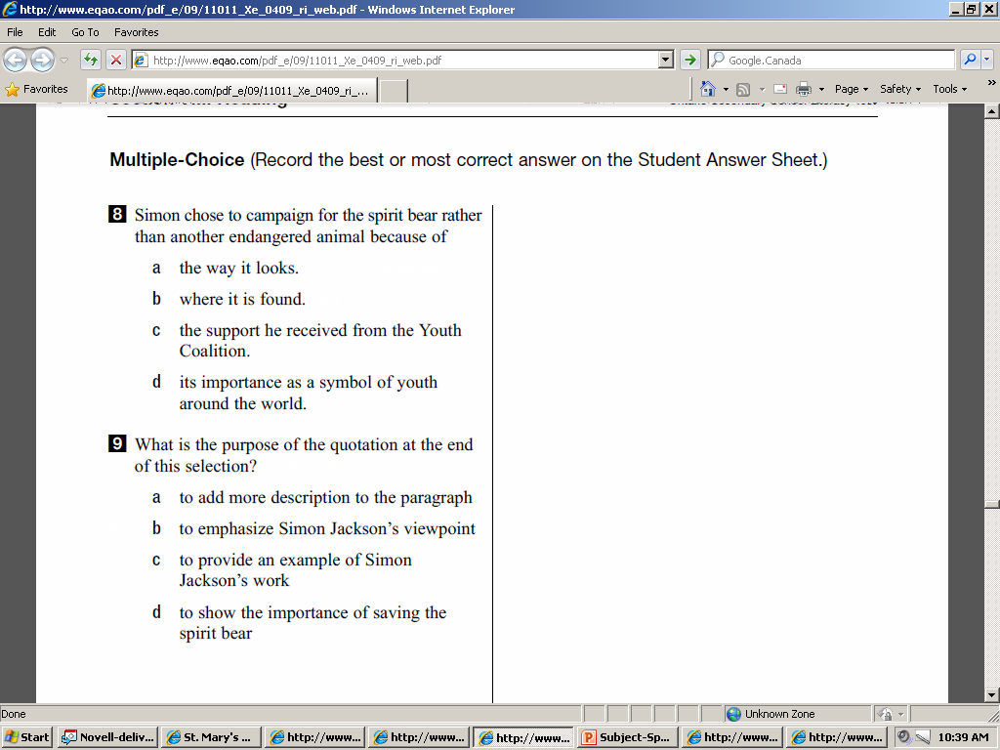 http://www.eqao.com/pdf_e/09/11011_Xe_0409_ri_web.pdf - Windows Internet Explorer
File Edit Go To Favorites
http://www.eqao.com/pdf_e/09/11011_Xe_0409_ri_web.pdf Google.Canada
Favorites http://www.eqao.com/pdf_e/09/11011_Xe_0409_ri_... Page Safety Tools »
Multiple-Choice (Record the best or most correct answer on the Student Answer Sheet.)
8 Simon chose to campaign for the spirit bear rather
than another endangered animal because of
a the way it looks.
b where it is found.
c the support he received from the Youth
Coalition.
d its importance as a symbol of youth
around the world.
9 What is the purpose of the quotation at the end
of this selection?
a to add more description to the paragraph
b to emphasize Simon Jackson's viewpoint
c to provide an example of Simon
Jackson's work
d to show the importance of saving the
spirit bear
Done Unknown Zone
Start Novell-deliv... St. Mary's ... http://www... http://www... http://www... Subject-Sp... http://www... http://www... 10:39 AM